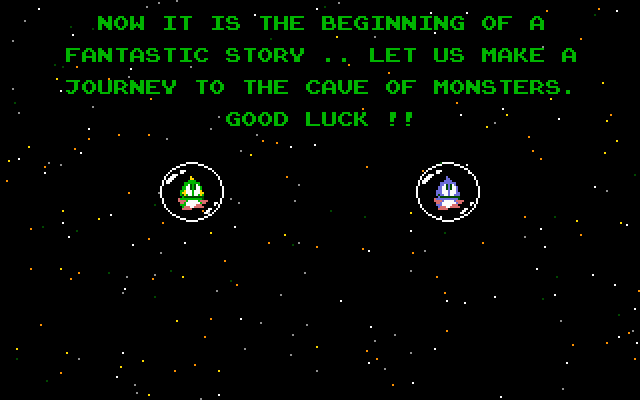 NOW IT IS THE BEGINNING OF A
FANTASTIC STORY .. LET US MAKE A
JOURNEY TO THE CAVE OF MONSTERS.
GOOD LUCK !!